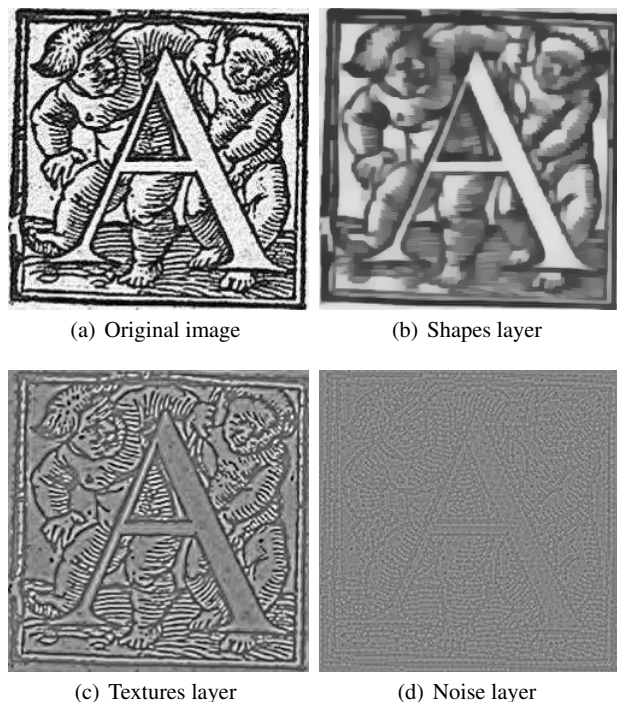 A A
(a) Original image (b) Shapes layer
A A
(c) Textures layer (d) Noise layer